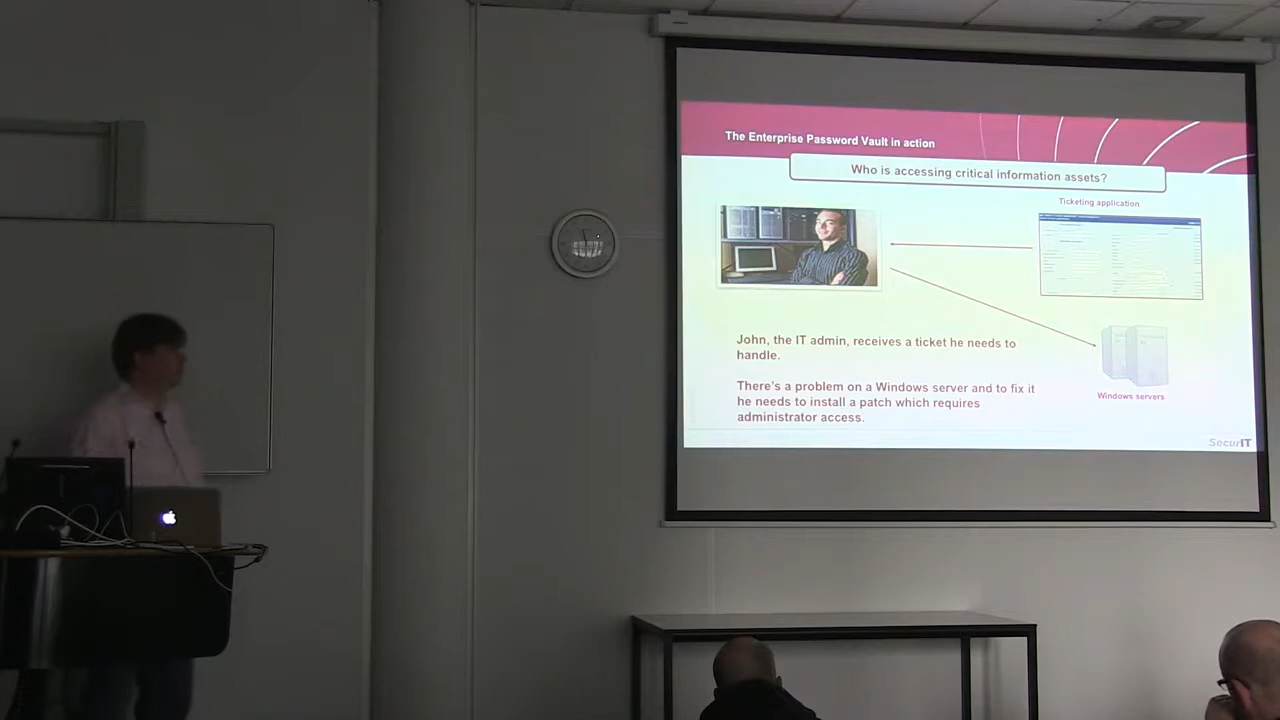 The Enterprise Password Vault in action
Who is accessing critical information assets?
Ticketing application
John, the IT admin, receives a ticket he needs to
handle.
There's a problem on a Windows server and to fix it
he needs to install a patch which requires
administrator access.
Windows servers
SecurIT